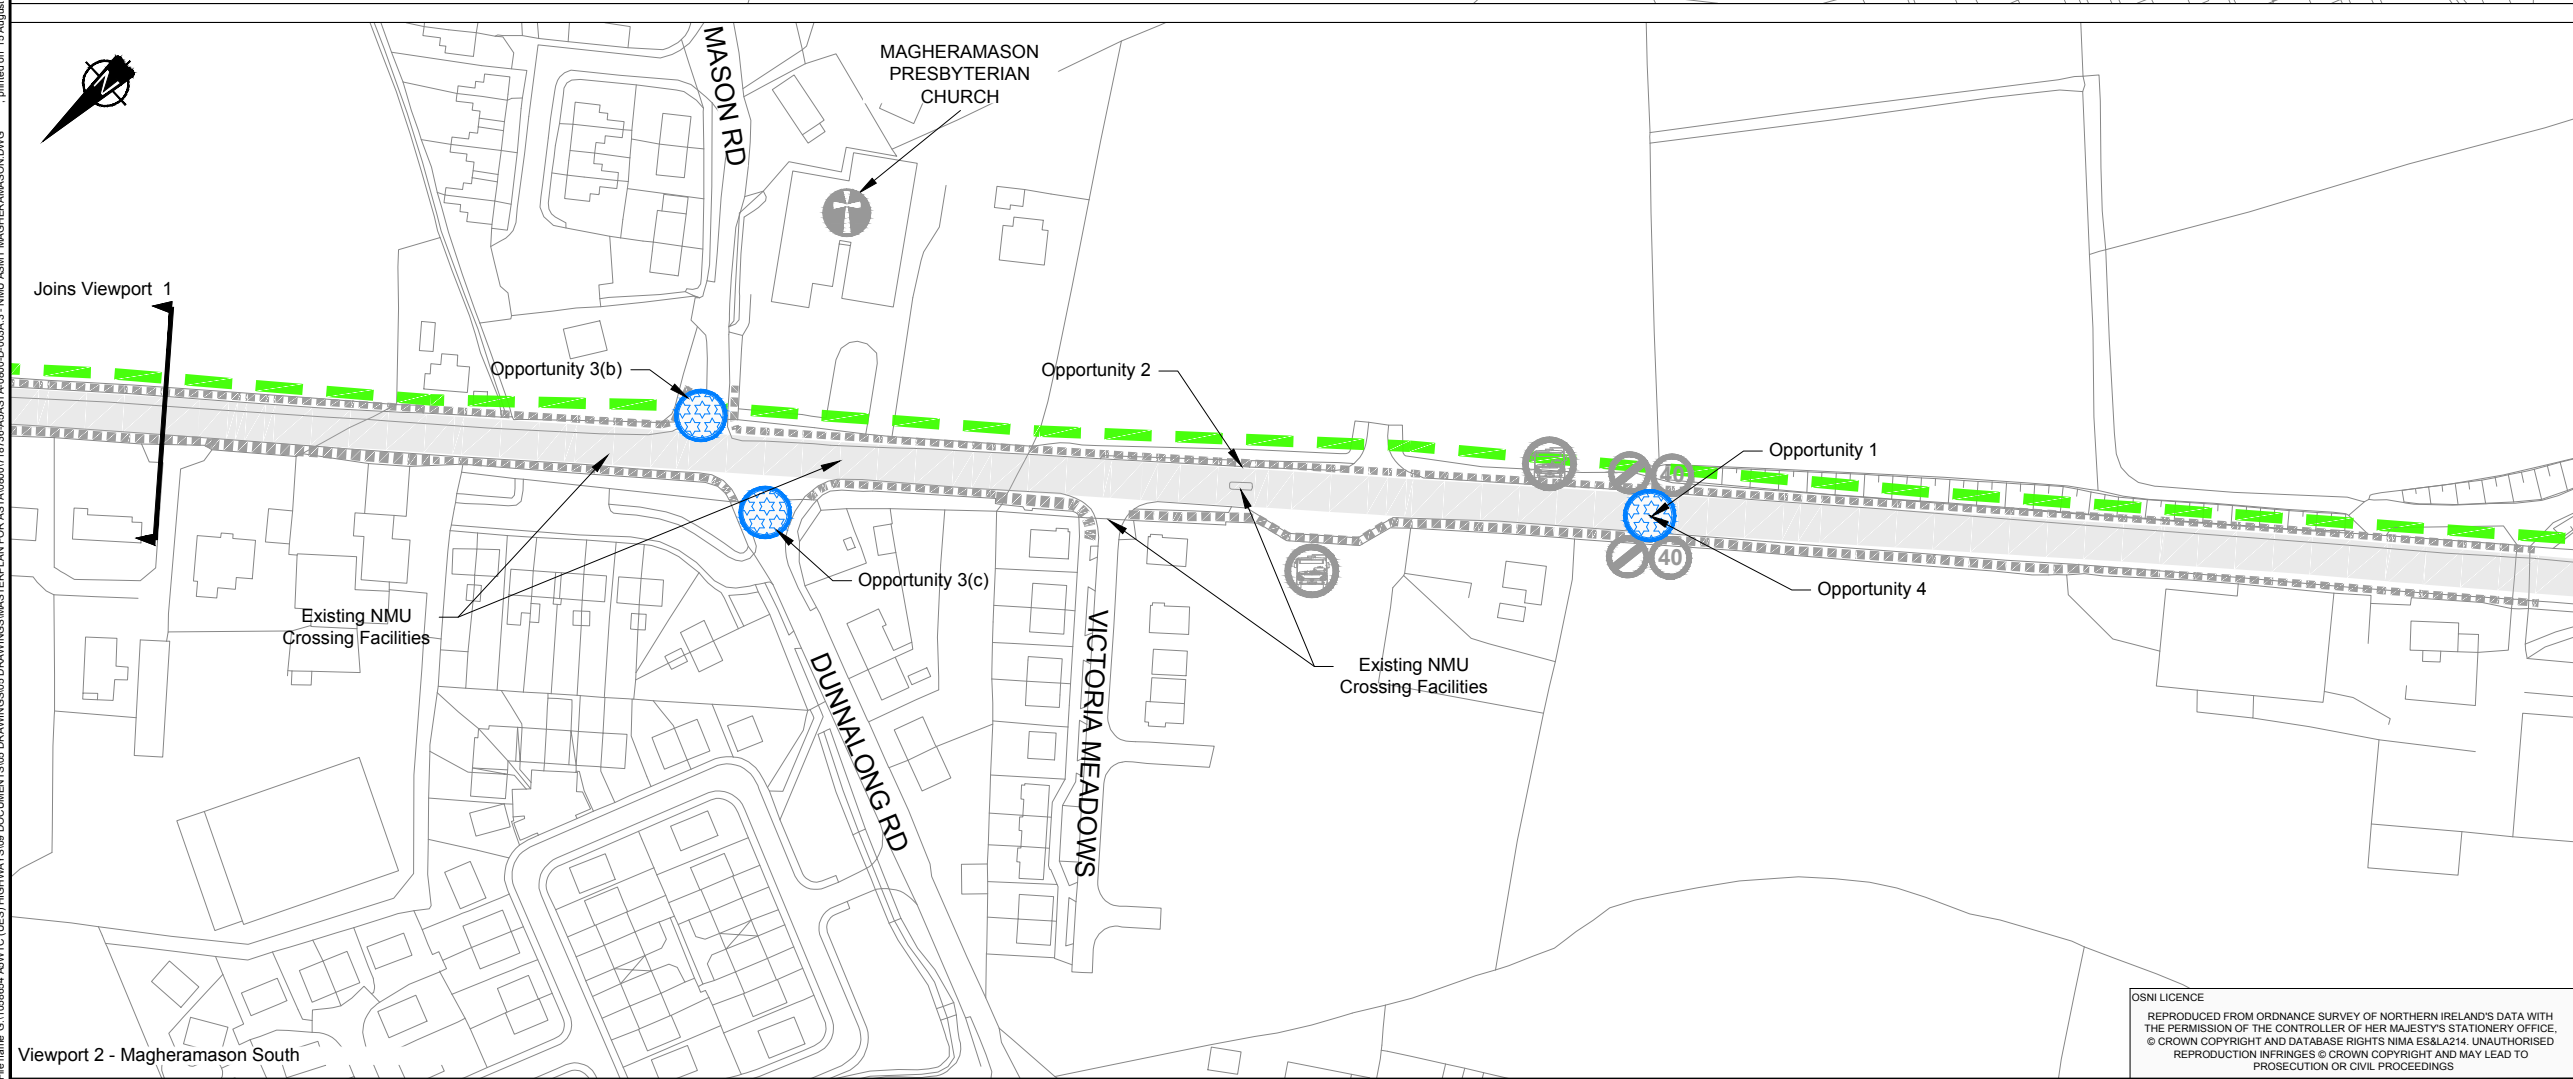 MASON RD
MAGHERAMASON
PRESBYTERIAN
CHURCH
Joins Viewport 1
Opportunity 3(b)
Opportunity 2
Opportunity 1
40
40
Opportunity 3(c)
Opportunity 4
Existing NMU
Crossing Facilities
Existing NMU
Crossing Facilities
DUNNALONG RD
VICTORIA MEADOWS
Viewport 2 - Magheramason South
OSNI LICENCE
REPRODUCED FROM ORDNANCE SURVEY OF NORTHERN IRELAND'S DATA WITH
THE PERMISSION OF THE CONTROLLER OF HER MAJESTY'S STATIONERY OFFICE,
© CROWN COPYRIGHT AND DATABASE RIGHTS NIMA ES&LA214. UNAUTHORISED
REPRODUCTION INFRINGES © CROWN COPYRIGHT AND MAY LEAD TO
PROSECUTION OR CIVIL PROCEEDINGS